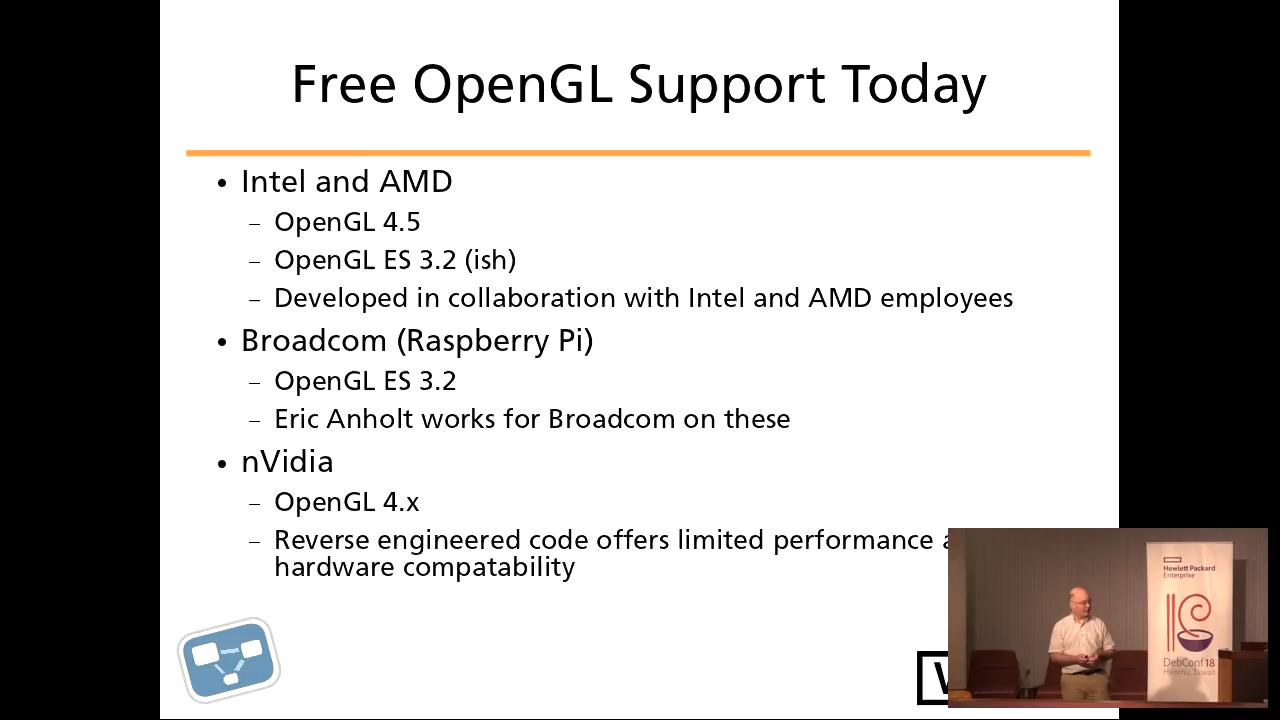 Free OpenGL Support Today
• Intel and AMD
– OpenGL 4.5
– OpenGL ES 3.2 (ish)
– Developed in collaboration with Intel and AMD employees
• Broadcom (Raspberry Pi)
– OpenGL ES 3.2
– Eric Anholt works for Broadcom on these
• nVidia
– OpenGL 4.x
– Reverse engineered code offers limited performance
hardware compatability
Hewlett Packard
Enterprise
DebConf18
Hsinchu, Taiwan